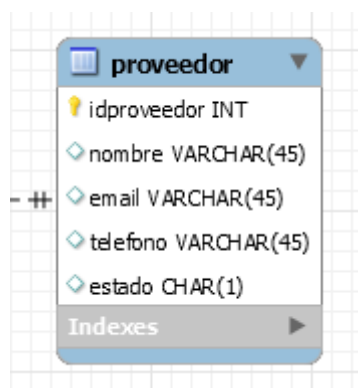 proveedor
idproveedor INT
nombre VARCHAR(45)
email VARCHAR(45)
telefono VARCHAR(45)
estado CHAR(1)
Indexes